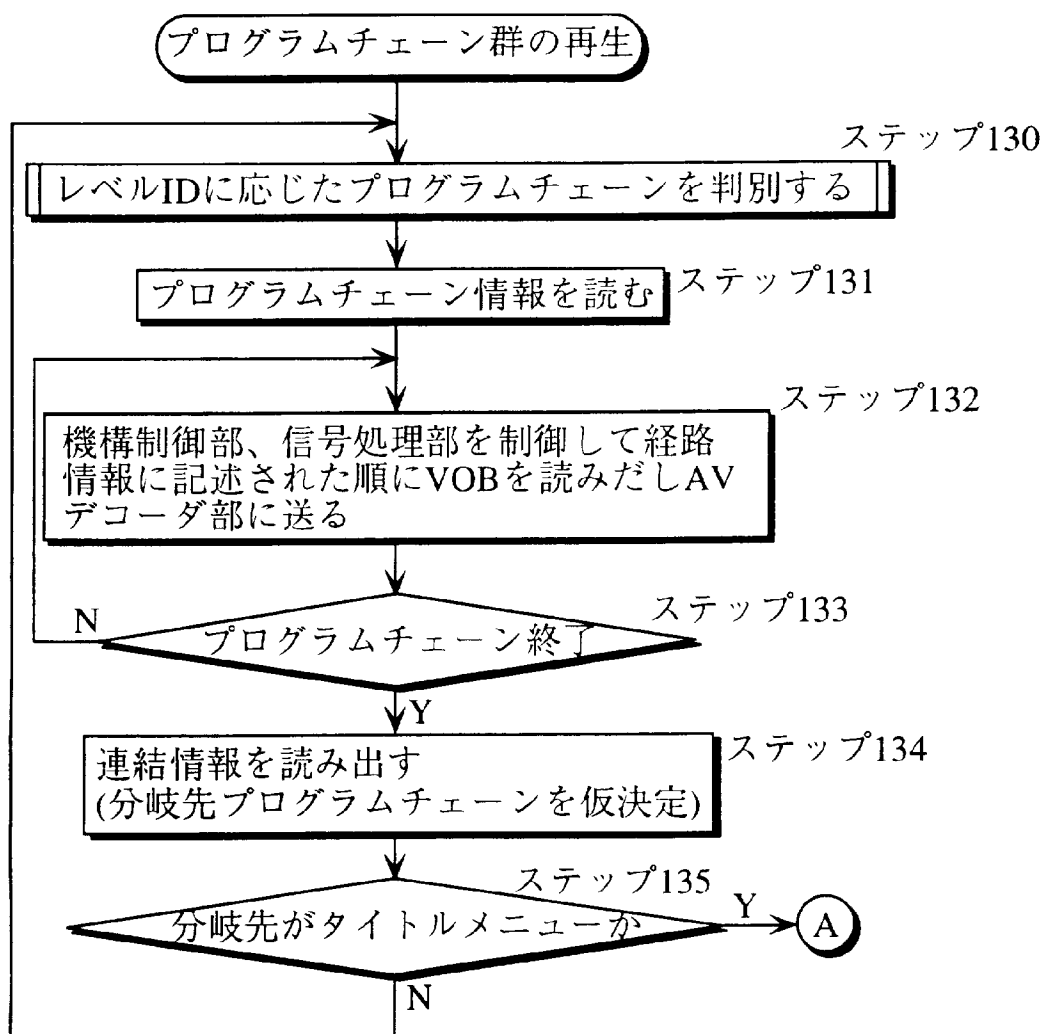 プログラムチェーン群の再生
ステップ130
レベルIDに応じたプログラムチェーンを判別する
プログラムチェーン情報を読む
ステップ131
ステップ132
機構制御部、信号処理部を制御して経路
情報に記述された順にVOBを読みだしAV
デコーダ部に送る
ステップ133
N
プログラムチェーン終了
Y
ステップ134
連結情報を読み出す
(分岐先プログラムチェーンを仮決定)
ステップ135
分岐先がタイトルメニューか
Y
A
N